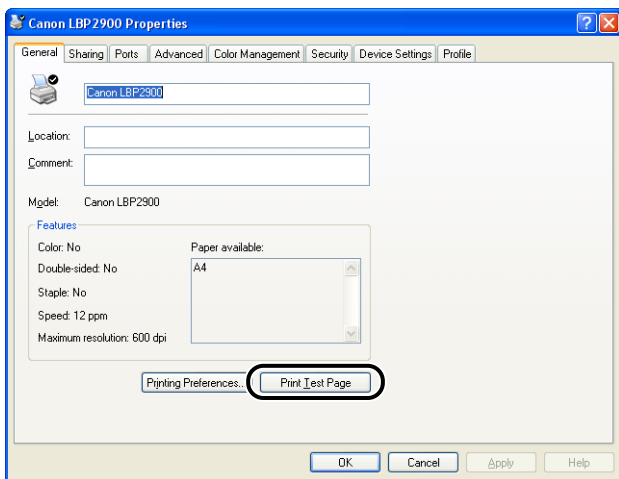 Canon LBP2900 Properties
General Sharing Ports Advanced Color Management Security Device Settings Profile
Canon LBP2900
Location:
Comment:
Model: Canon LBP2900
Features
Color: No
Paper available:
Double-sided: No
A4
Staple: No
Speed: 12 ppm
Maximum resolution: 600 dpi
Printing Preferences... Print Test Page
OK Cancel Apply Help